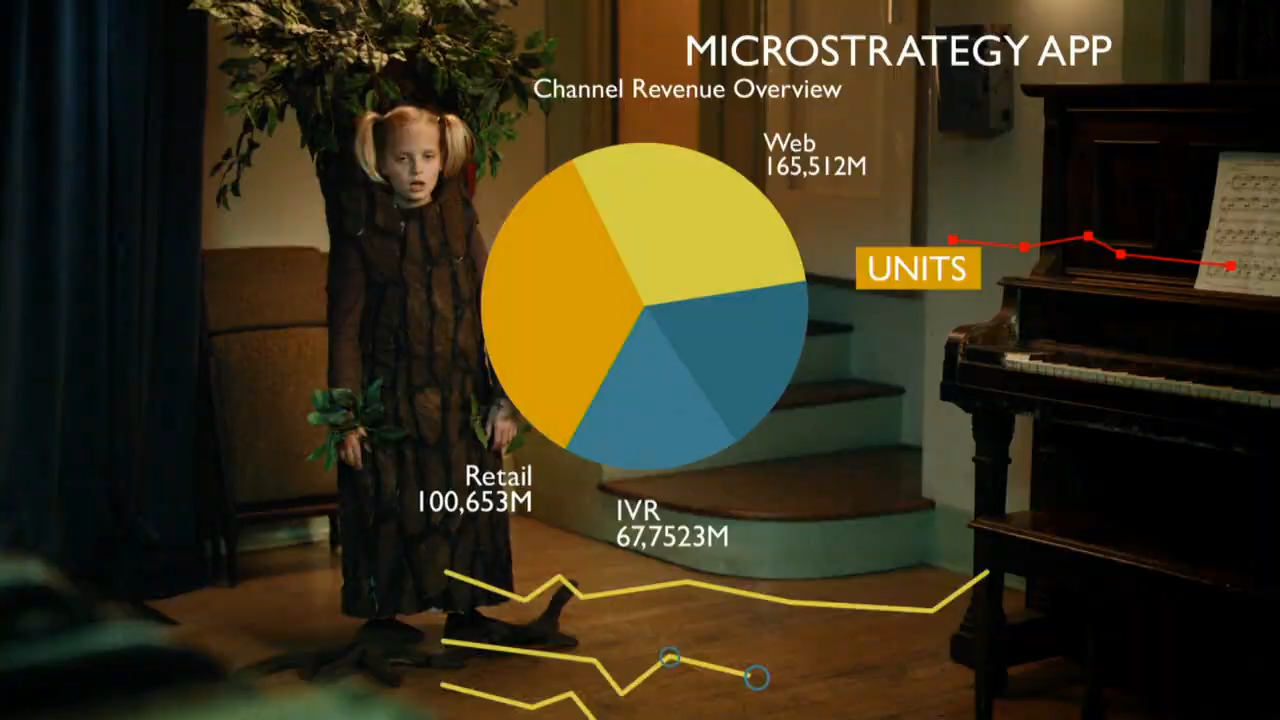 MICROSTRATEGY APP
Channel Revenue Overview
Web
165,512M
UNITS
Retail
100,653M
IVR
67,7523M